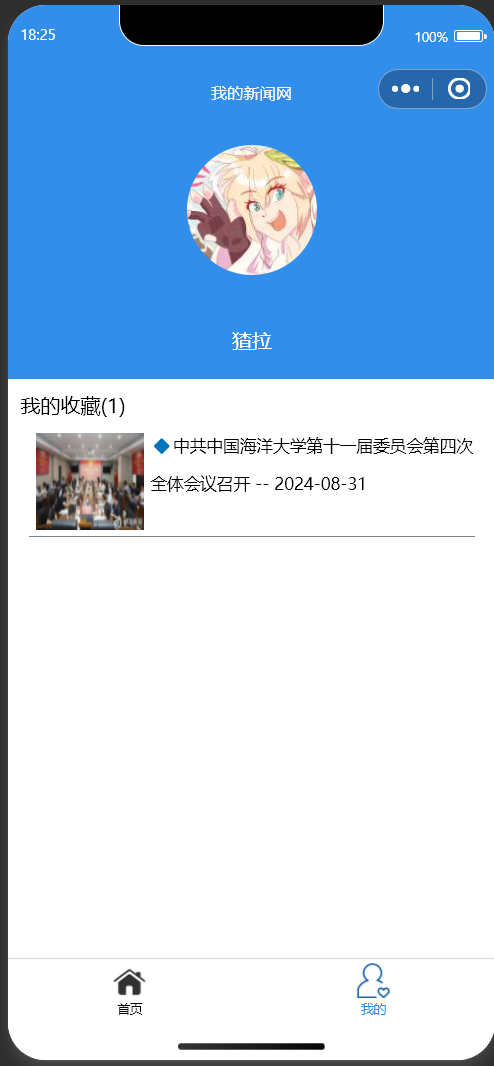 18:25
100%
我的新闻网
猹拉
我的收藏(1)
中共中国海洋大学第十一届委员会第四次
全体会议召开 -- 2024-08-31
首页
我的